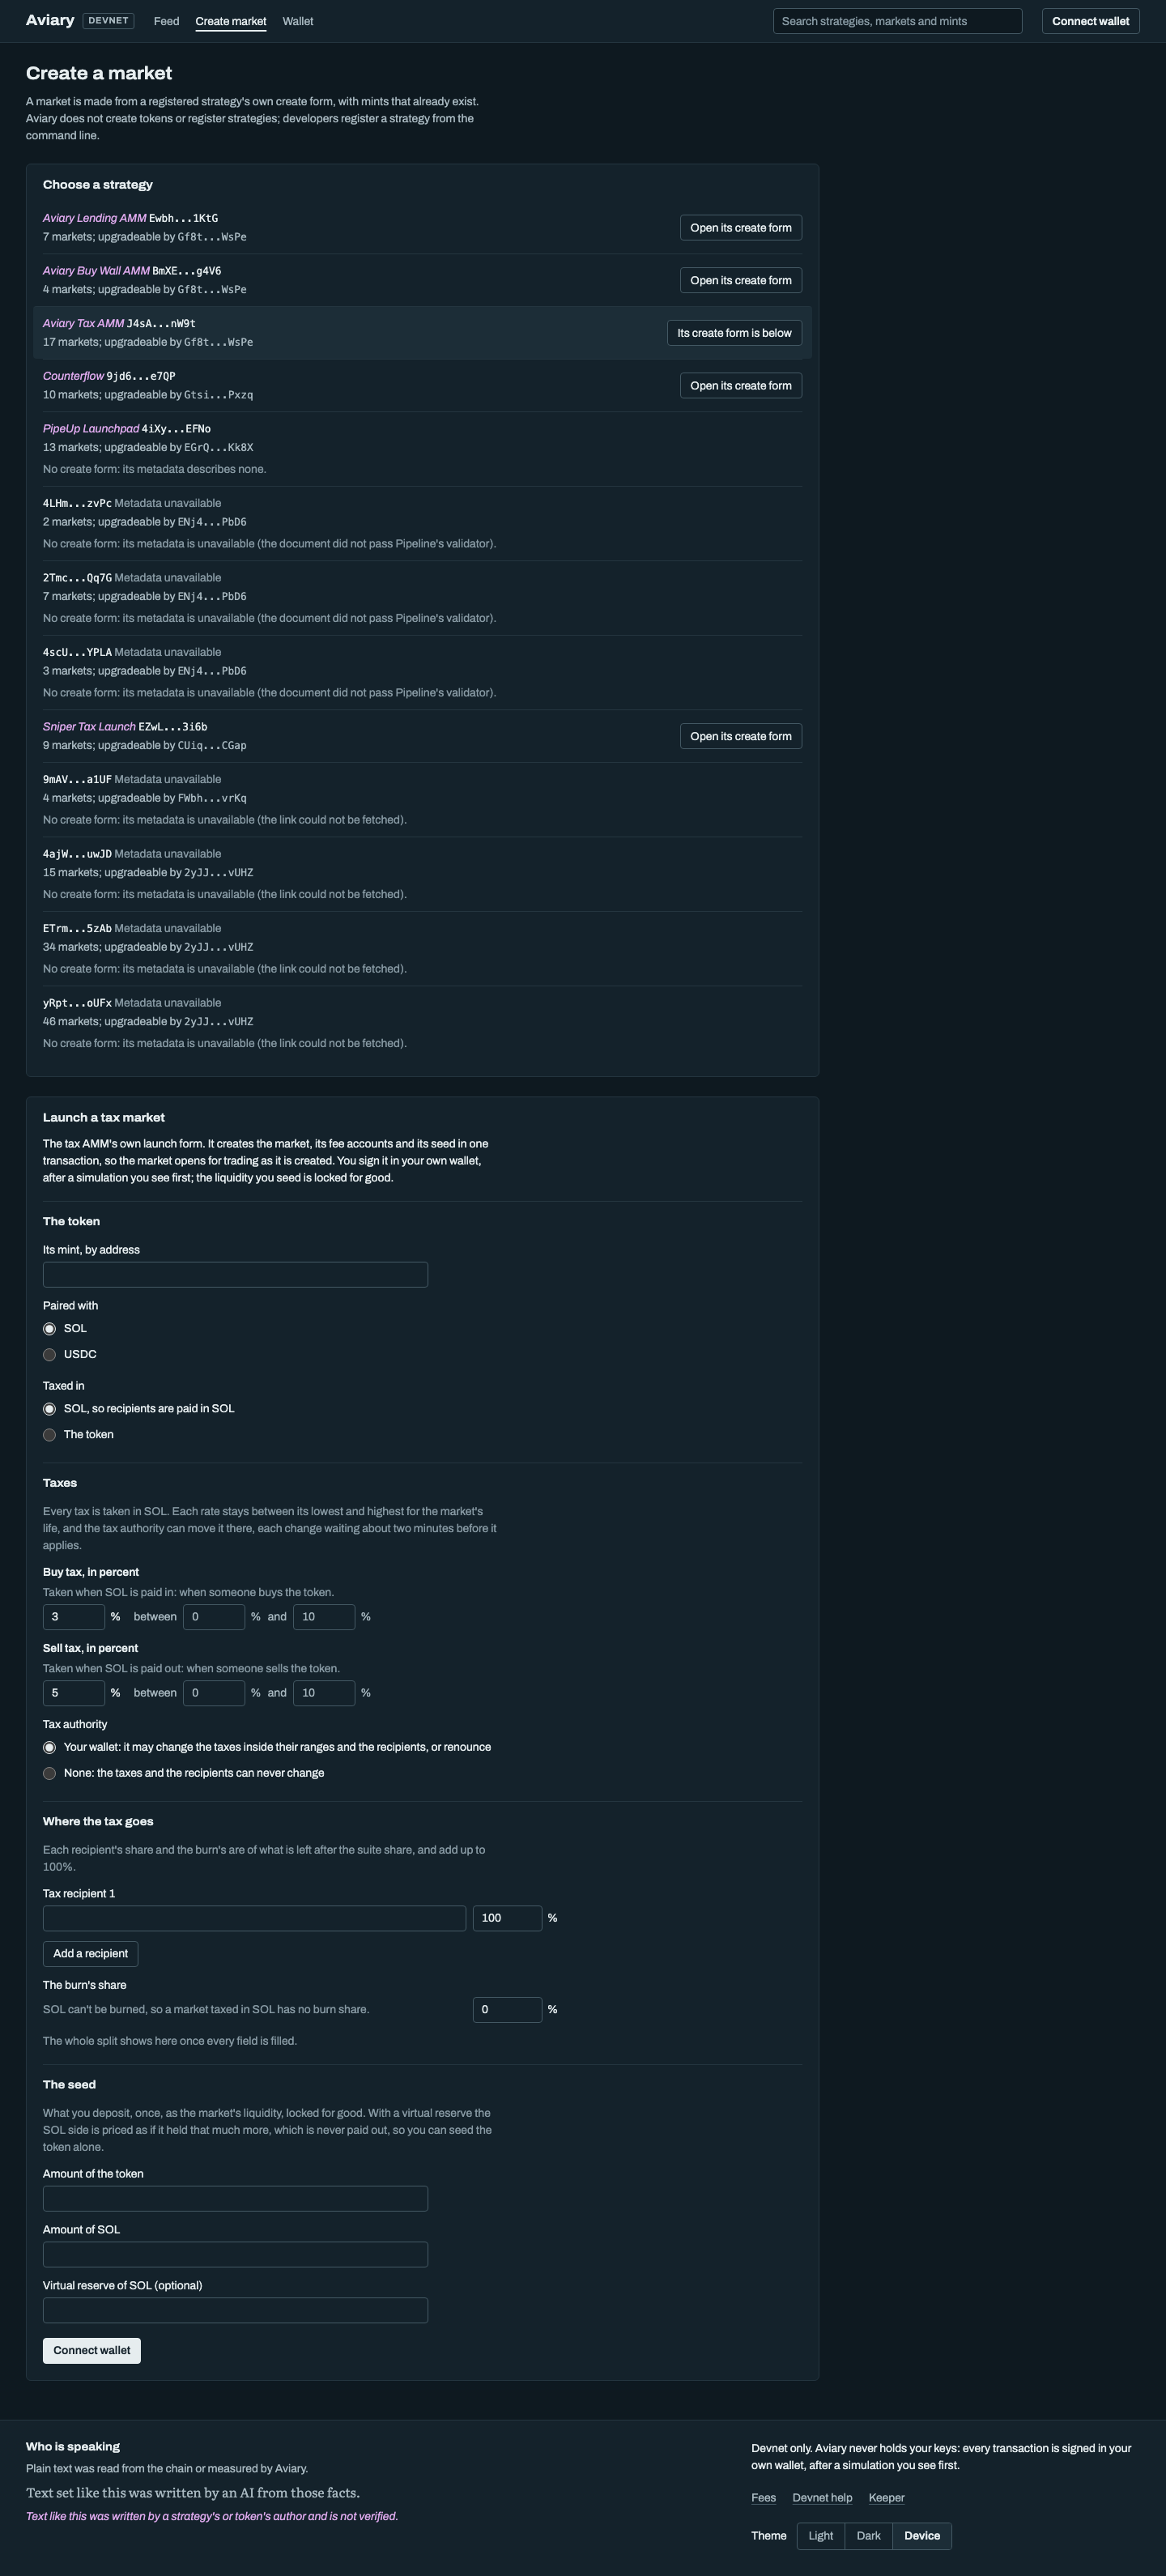 Aviary DEVNET Feed Create market Wallet Search strategies, markets and mints Connect wallet
Create a market
A market is made from a registered strategy's own create form, with mints that already exist.
Aviary does not create tokens or register strategies; developers register a strategy from the
command line.
Choose a strategy
Aviary Lending AMM Ewbh...1KtG
7 markets; upgradeable by Gf8t...WsPe
Open its create form
Aviary Buy Wall AMM BmXE...g4V6
4 markets; upgradeable by Gf8t...WsPe
Open its create form
Aviary Tax AMM J4sA...nW9t
17 markets; upgradeable by Gf8t...WsPe
Its create form is below
Counterflow 9jd6...e7QP
10 markets; upgradeable by Gtsi...Pxzq
Open its create form
PipeUp Launchpad 4iXy...EFNo
13 markets; upgradeable by EGrQ...Kk8X
No create form: its metadata describes none.
4LHm...zvPc Metadata unavailable
2 markets; upgradeable by ENj4...PbD6
No create form: its metadata is unavailable (the document did not pass Pipeline's validator).
2Tmc...Qq7G Metadata unavailable
7 markets; upgradeable by ENj4...PbD6
No create form: its metadata is unavailable (the document did not pass Pipeline's validator).
4scU...YPLA Metadata unavailable
3 markets; upgradeable by ENj4...PbD6
No create form: its metadata is unavailable (the document did not pass Pipeline's validator).
Sniper Tax Launch EZwL...3i6b
9 markets; upgradeable by CUiq...CGap
Open its create form
9mAV...a1UF Metadata unavailable
4 markets; upgradeable by FWbh...vrKq
No create form: its metadata is unavailable (the link could not be fetched).
4ajW...uwJD Metadata unavailable
15 markets; upgradeable by 2yJJ...vUHZ
No create form: its metadata is unavailable (the link could not be fetched).
ETrm...5zAb Metadata unavailable
34 markets; upgradeable by 2yJJ...vUHZ
No create form: its metadata is unavailable (the link could not be fetched).
yRpt...oUFx Metadata unavailable
46 markets; upgradeable by 2yJJ...vUHZ
No create form: its metadata is unavailable (the link could not be fetched).
Launch a tax market
The tax AMM's own launch form. It creates the market, its fee accounts and its seed in one
transaction, so the market opens for trading as it is created. You sign it in your own wallet,
after a simulation you see first; the liquidity you seed is locked for good.
The token
Its mint, by address
Paired with
SOL
USDC
Taxed in
SOL, so recipients are paid in SOL
The token
Taxes
Every tax is taken in SOL. Each rate stays between its lowest and highest for the market's
life, and the tax authority can move it there, each change waiting about two minutes before it
applies.
Buy tax, in percent
Taken when SOL is paid in: when someone buys the token.
3 % between 0 % and 10 %
Sell tax, in percent
Taken when SOL is paid out: when someone sells the token.
5 % between 0 % and 10 %
Tax authority
Your wallet: it may change the taxes inside their ranges and the recipients, or renounce
None: the taxes and the recipients can never change
Where the tax goes
Each recipient's share and the burn's are of what is left after the suite share, and add up to
100%.
Tax recipient 1
100 %
Add a recipient
The burn's share
SOL can't be burned, so a market taxed in SOL has no burn share. 0 %
The whole split shows here once every field is filled.
The seed
What you deposit, once, as the market's liquidity, locked for good. With a virtual reserve the
SOL side is priced as if it held that much more, which is never paid out, so you can seed the
token alone.
Amount of the token
Amount of SOL
Virtual reserve of SOL (optional)
Connect wallet
Who is speaking
Plain text was read from the chain or measured by Aviary.
Text set like this was written by an AI from those facts.
Text like this was written by a strategy's or token's author and is not verified.
Devnet only. Aviary never holds your keys: every transaction is signed in your
own wallet, after a simulation you see first.
Fees Devnet help Keeper
Theme Light Dark Device